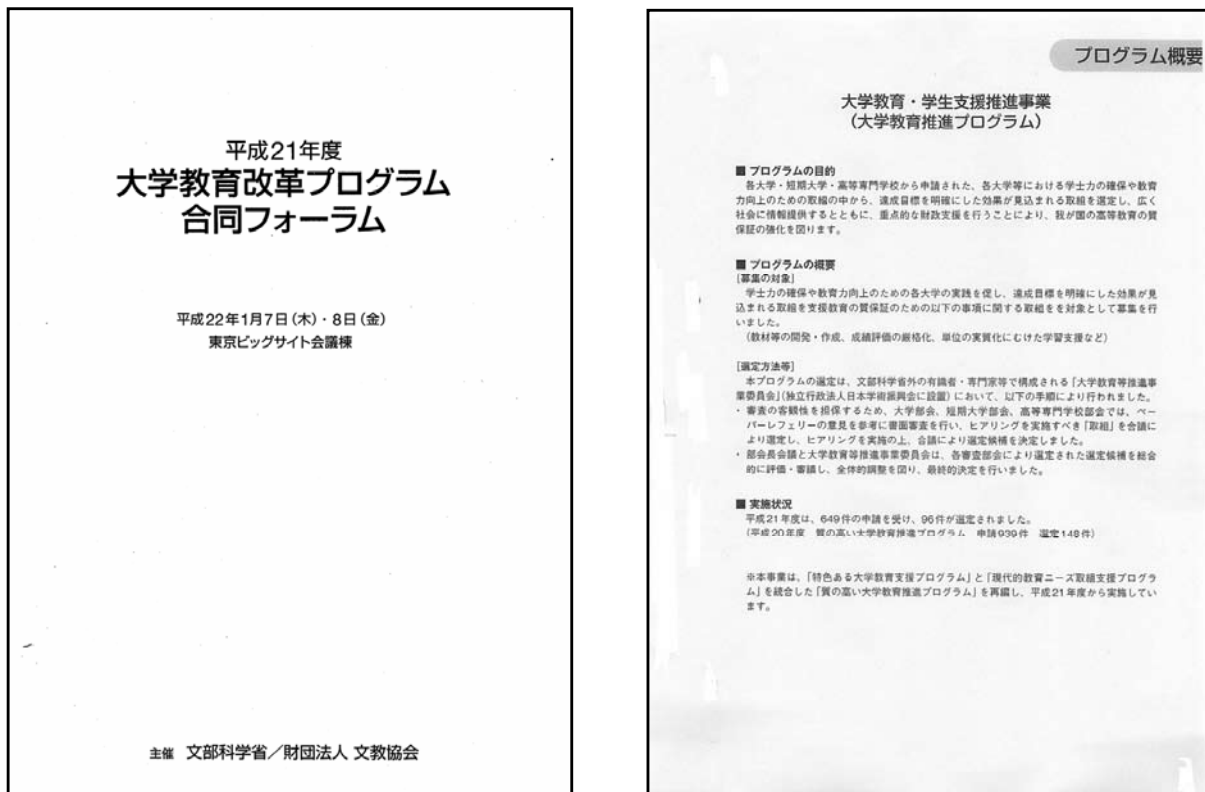 平成21年度
大学教育改革プログラム
合同フォーラム
平成22年1月7日(木)・8日(金)
東京ビッグサイト会議棟
主催 文部科学省／財団法人 文教協会
プログラム概要
大学教育・学生支援推進事業
(大学教育推進プログラム)
■ プログラムの目的
各大学・短期大学・高等専門学校から申請された、各大学等における学士力の確保や教育
力向上のための取組の中から、達成目標を明確にした効果が見込まれる取組を選定し、広く
社会に情報提供するとともに、重点的な財政支援を行うことにより、我が国の高等教育の質
保証の強化を図ります。
■ プログラムの概要
[募集の対象]
学士力の確保や教育力向上のための各大学の実践を促し、達成目標を明確にした効果が見
込まれる取組を支援教育の質保証のための以下の事項に関する取組をを対象として募集を行
いました。
(教材等の開発・作成、成績評価の厳格化、単位の実質化にむけた学習支援など)
[選定方法等]
本プログラムの選定は、文部科学省外の有識者・専門家等で構成される「大学教育等推進事
業委員会」(独立行政法人日本学術振興会に設置)において、以下の手順により行われました。
・ 審査の客観性を担保するため、大学部会、短期大学部会、高等専門学校部会では、ペー
パーレフェリーの意見を参考に書面審査を行い、ヒアリングを実施すべき「取組」を合議に
より選定し、ヒアリングを実施の上、合議により選定候補を決定しました。
・ 部会長会議と大学教育等推進事業委員会は、各審査部会により選定された選定候補を総合
的に評価・審議し、全体的調整を図り、最終的決定を行いました。
■ 実施状況
平成21年度は、649件の申請を受け、96件が選定されました。
(平成20年度 質の高い大学教育推進プログラム 申請939件 選定148件)
※本事業は、「特色ある大学教育支援プログラム」と「現代的教育ニーズ取組支援プログラ
ム」を統合した「質の高い大学教育推進プログラム」を再編し、平成21年度から実施してい
ます。